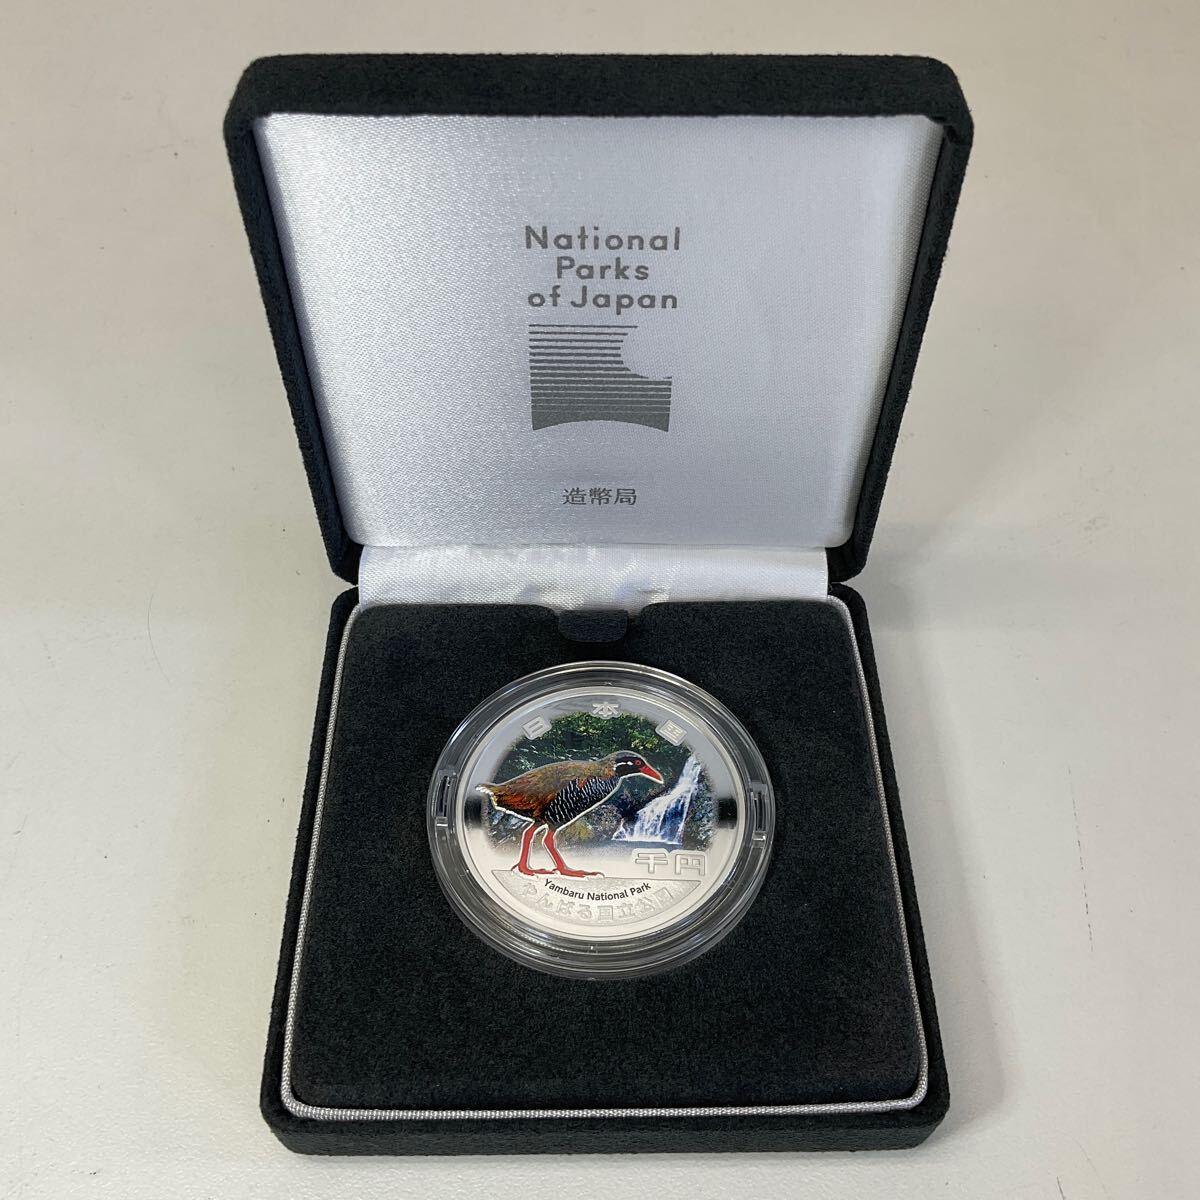 National
Parks
of Japan
造幣局
日本国
千円
Yambaru National Park
やんばる国立公園